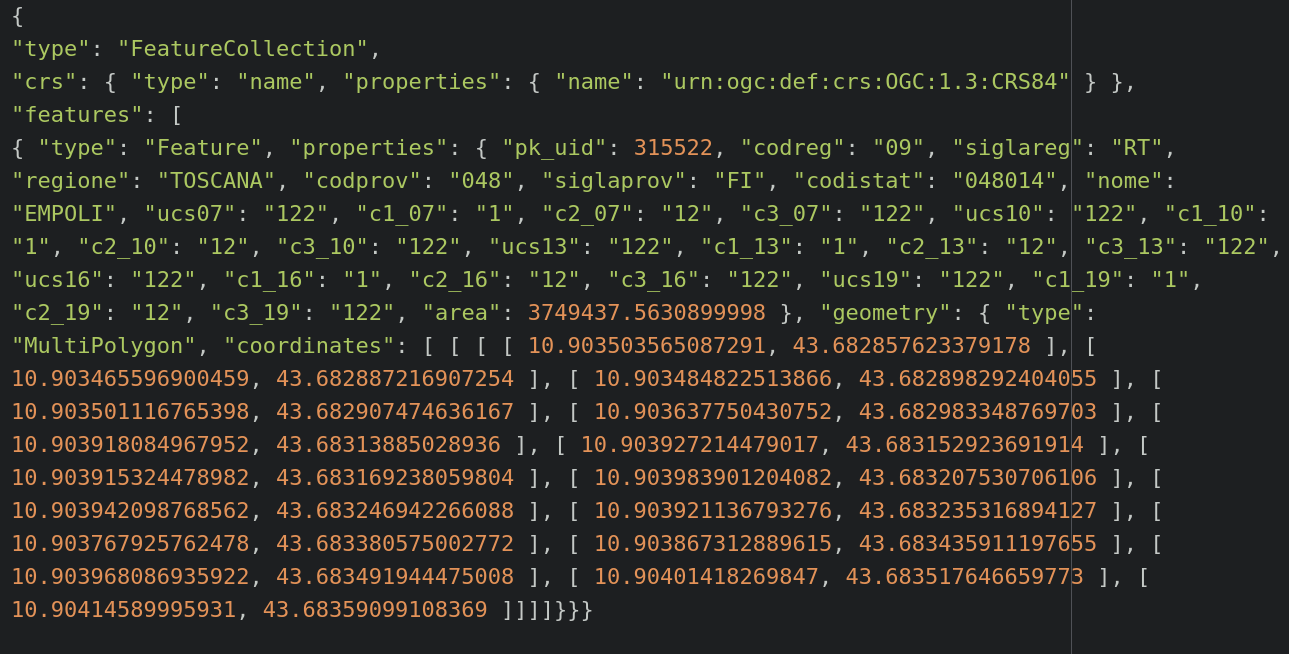 {
"type": "FeatureCollection",
"crs": { "type": "name", "properties": { "name": "urn:ogc:def:crs:OGC:1.3:CRS84" } },
"features": [
{ "type": "Feature", "properties": { "pk_uid": 315522, "codreg": "09", "siglareg": "RT",
"regione": "TOSCANA", "codprov": "048", "siglaprov": "FI", "codistat": "048014", "nome":
"EMPOLI", "ucs07": "122", "c1_07": "1", "c2_07": "12", "c3_07": "122", "ucs10": "122", "c1_10":
"1", "c2_10": "12", "c3_10": "122", "ucs13": "122", "c1_13": "1", "c2_13": "12", "c3_13": "122",
"ucs16": "122", "c1_16": "1", "c2_16": "12", "c3_16": "122", "ucs19": "122", "c1_19": "1",
"c2_19": "12", "c3_19": "122", "area": 3749437.5630899998 }, "geometry": { "type":
"MultiPolygon", "coordinates": [ [ [ [ 10.903503565087291, 43.682857623379178 ], [
10.903465596900459, 43.682887216907254 ], [ 10.903484822513866, 43.682898292404055 ], [
10.903501116765398, 43.682907474636167 ], [ 10.903637750430752, 43.682983348769703 ], [
10.903918084967952, 43.68313885028936 ], [ 10.903927214479017, 43.683152923691914 ], [
10.903915324478982, 43.683169238059804 ], [ 10.903983901204082, 43.683207530706106 ], [
10.903942098768562, 43.683246942266088 ], [ 10.903921136793276, 43.683235316894127 ], [
10.903767925762478, 43.683380575002772 ], [ 10.903867312889615, 43.683435911197655 ], [
10.903968086935922, 43.683491944475008 ], [ 10.90401418269847, 43.683517646659773 ], [
10.90414589995931, 43.68359099108369 ]]]]}}}